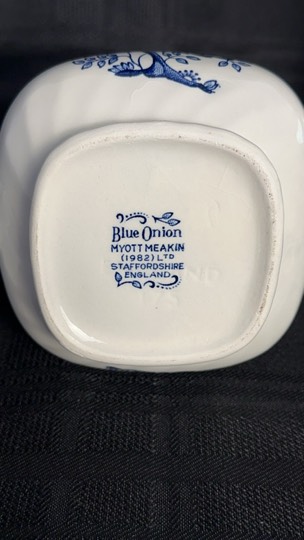 Blue Onion
MYOTT MEAKIN
(1982) LTD
STAFFORDSHIRE
ENGLAND